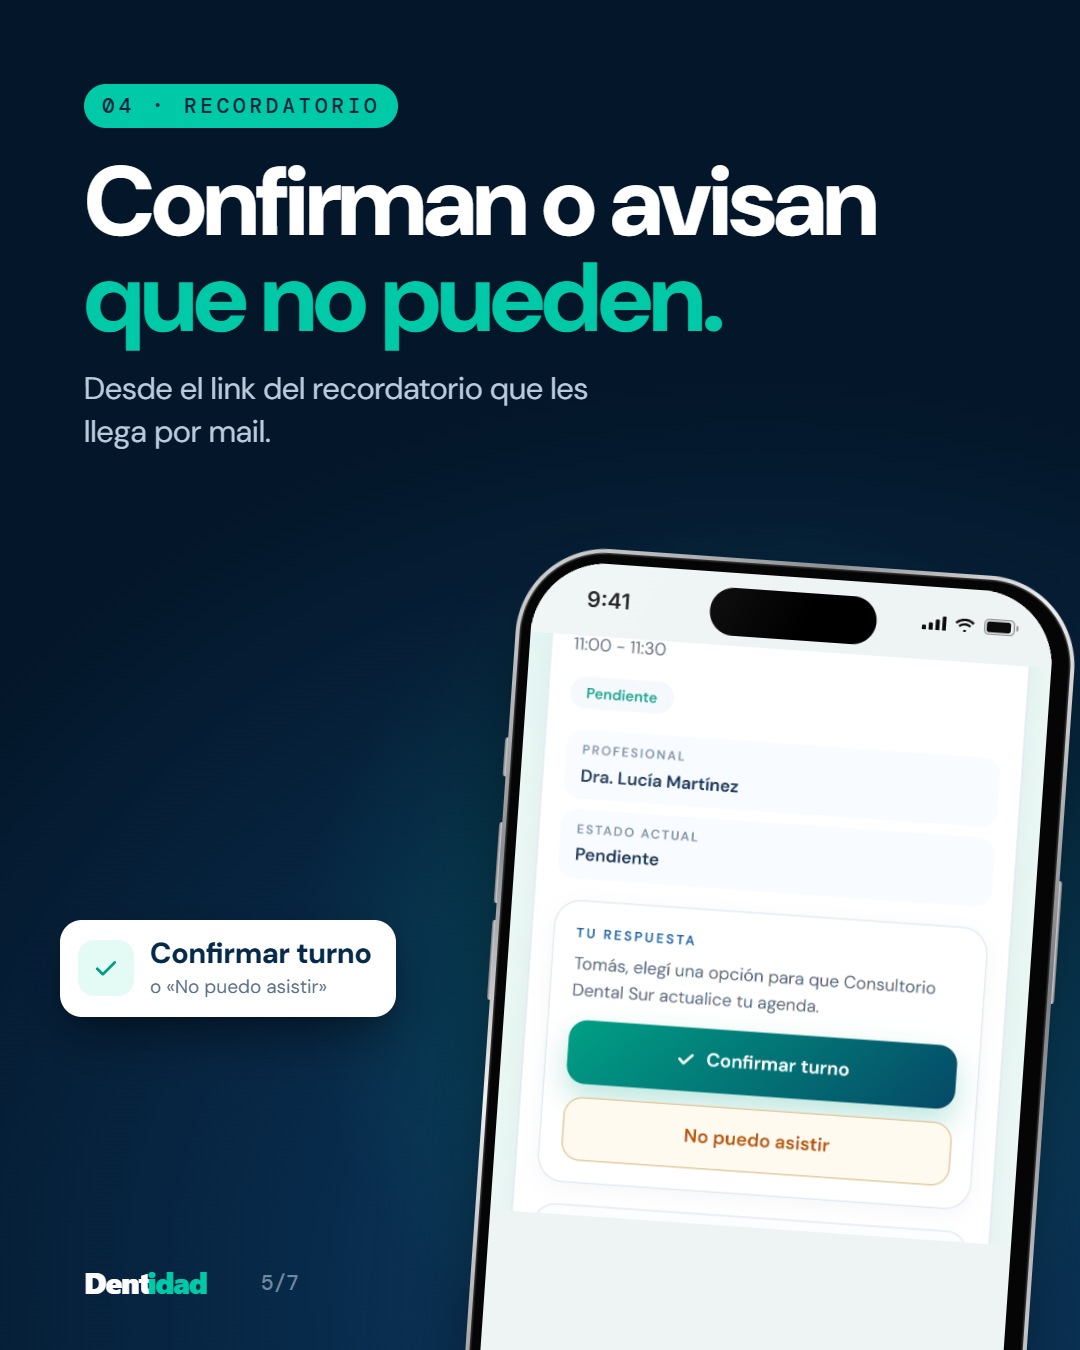 04 · RECORDATORIO
Confirman o avisan
que no pueden.
Desde el link del recordatorio que les
llega por mail.
9:41
11:00 - 11:30
Pendiente
PROFESIONAL
Dra. Lucía Martínez
ESTADO ACTUAL
Pendiente
TU RESPUESTA
Tomás, elegí una opción para que Consultorio
Dental Sur actualice tu agenda.
Confirmar turno
No puedo asistir
Confirmar turno
o «No puedo asistir»
Dentidad
5/7